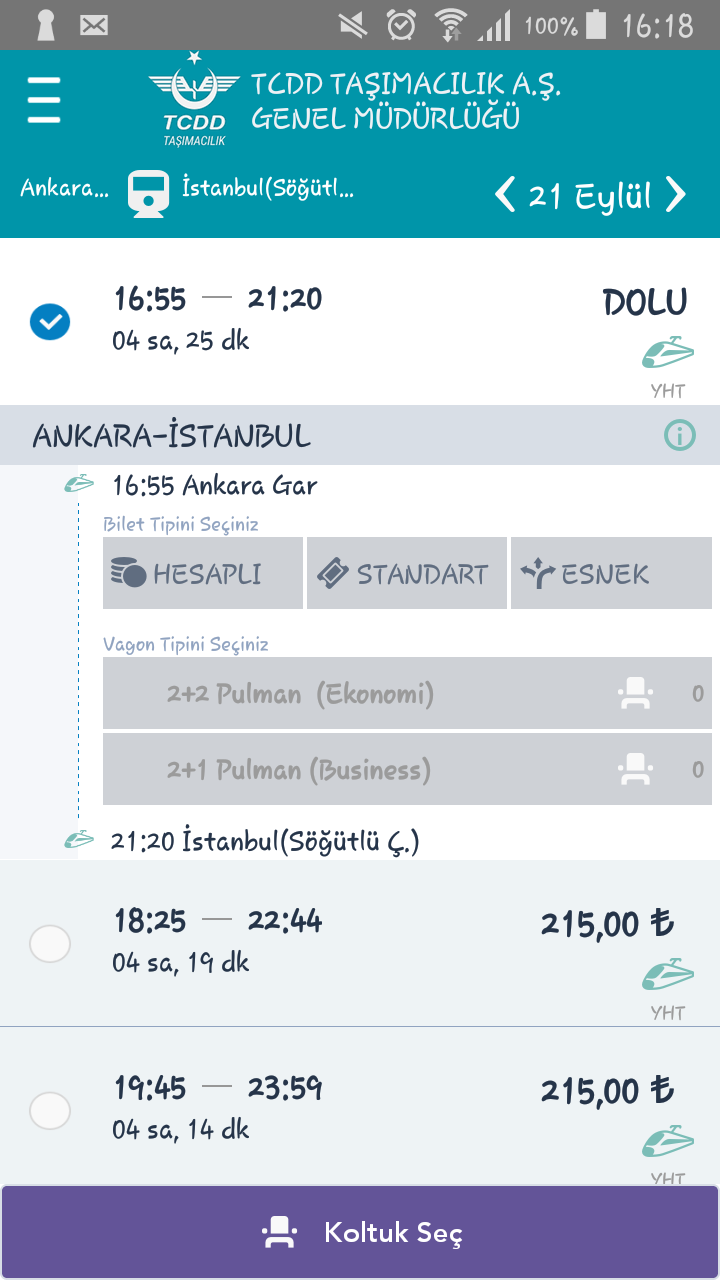 100% 16:18
TCDD TAŞIMACILIK A.Ş.
GENEL MÜDÜRLÜĞÜ
TCDD
TAŞIMACILIK
Ankara... İstanbul(Söğütl... 21 Eylül
16:55 — 21:20 DOLU
04 sa, 25 dk
YHT
ANKARA-İSTANBUL
16:55 Ankara Gar
Bilet Tipini Seçiniz
HESAPLI STANDART ESNEK
Vagon Tipini Seçiniz
2+2 Pulman (Ekonomi) 0
2+1 Pulman (Business) 0
21:20 İstanbul(Söğütlü Ç.)
18:25 — 22:44 215,00 ₺
04 sa, 19 dk
YHT
19:45 — 23:59 215,00 ₺
04 sa, 14 dk
YHT
Koltuk Seç